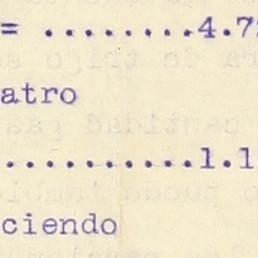 = ........4.7
atro
..........1.1
ciendo